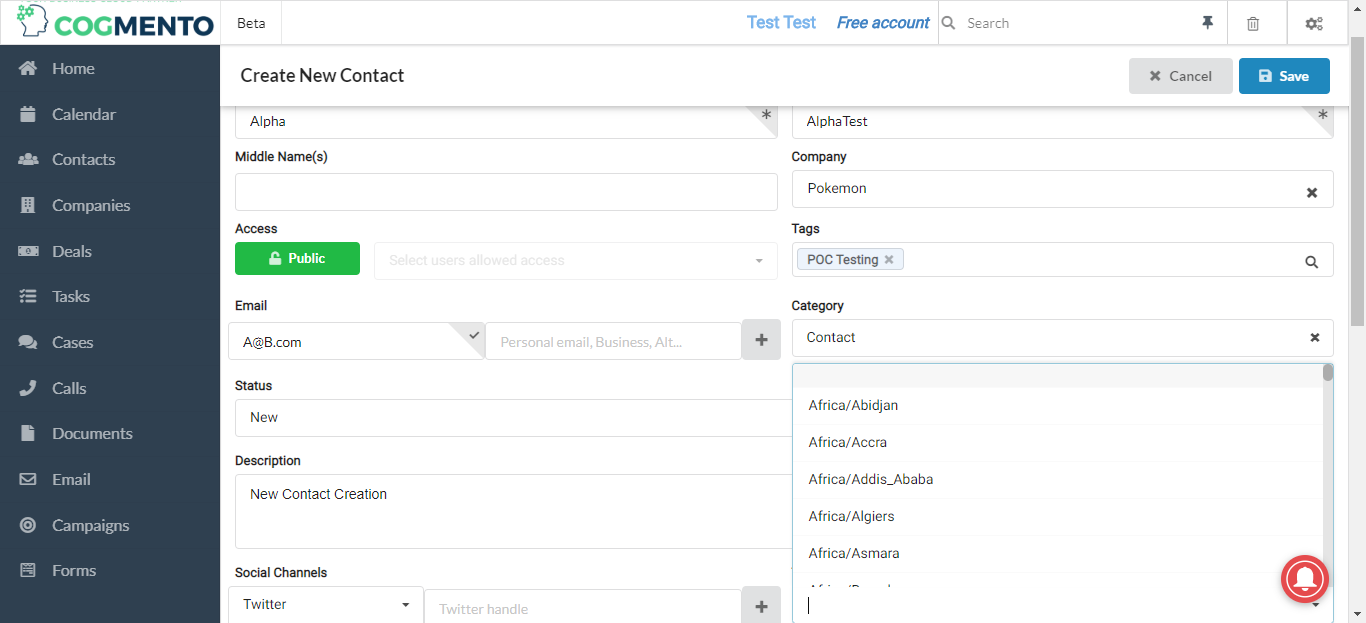 COGMENTO
Beta
Test Test
Free account
Search
Home
Calendar
Contacts
Companies
Deals
Tasks
Cases
Calls
Documents
Email
Campaigns
Forms
Create New Contact
Cancel
Save
Alpha
*
AlphaTest
*
Middle Name(s)
Company
Pokemon
Access
Tags
Public
Select users allowed access
POC Testing
Email
Category
A@B.com
Personal email, Business, Alt...
Contact
Status
New
Africa/Abidjan
Africa/Accra
Africa/Addis_Ababa
Africa/Algiers
Africa/Asmara
Description
New Contact Creation
Social Channels
Twitter
Twitter handle